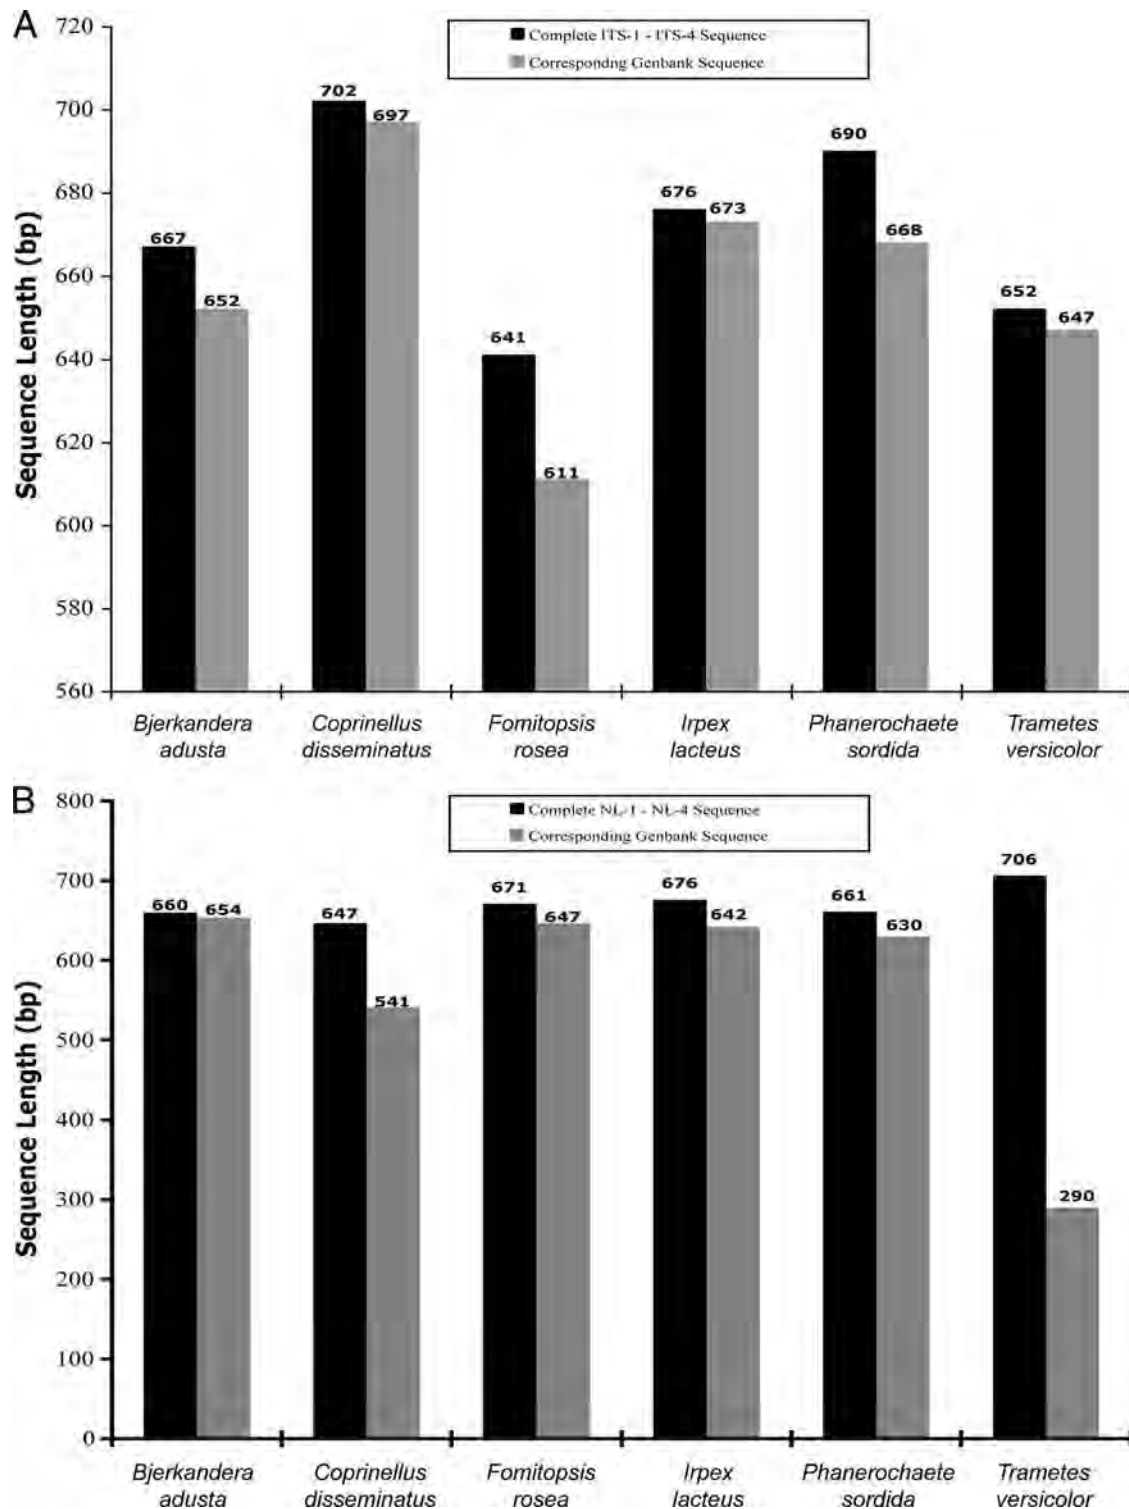 A
Complete ITS-1 - ITS-4 Sequence
Correspondng Genbank Sequence
Sequence Length (bp)
720
700
680
660
640
620
600
580
560
667
652
702
697
641
611
676
673
690
668
652
647
Bjerkandera
adusta
Coprinellus
disseminatus
Fomitopsis
rosea
Irpex
lacteus
Phanerochaete
sordida
Trametes
versicolor
B
Complete NL-1 - NL-4 Sequence
Corresponding Genbank Sequence
Sequence Length (bp)
800
700
600
500
400
300
200
100
0
660
654
647
541
671
647
676
642
661
630
706
290
Bjerkandera
adusta
Coprinellus
disseminatus
Fomitopsis
rosea
Irpex
lacteus
Phanerochaete
sordida
Trametes
versicolor